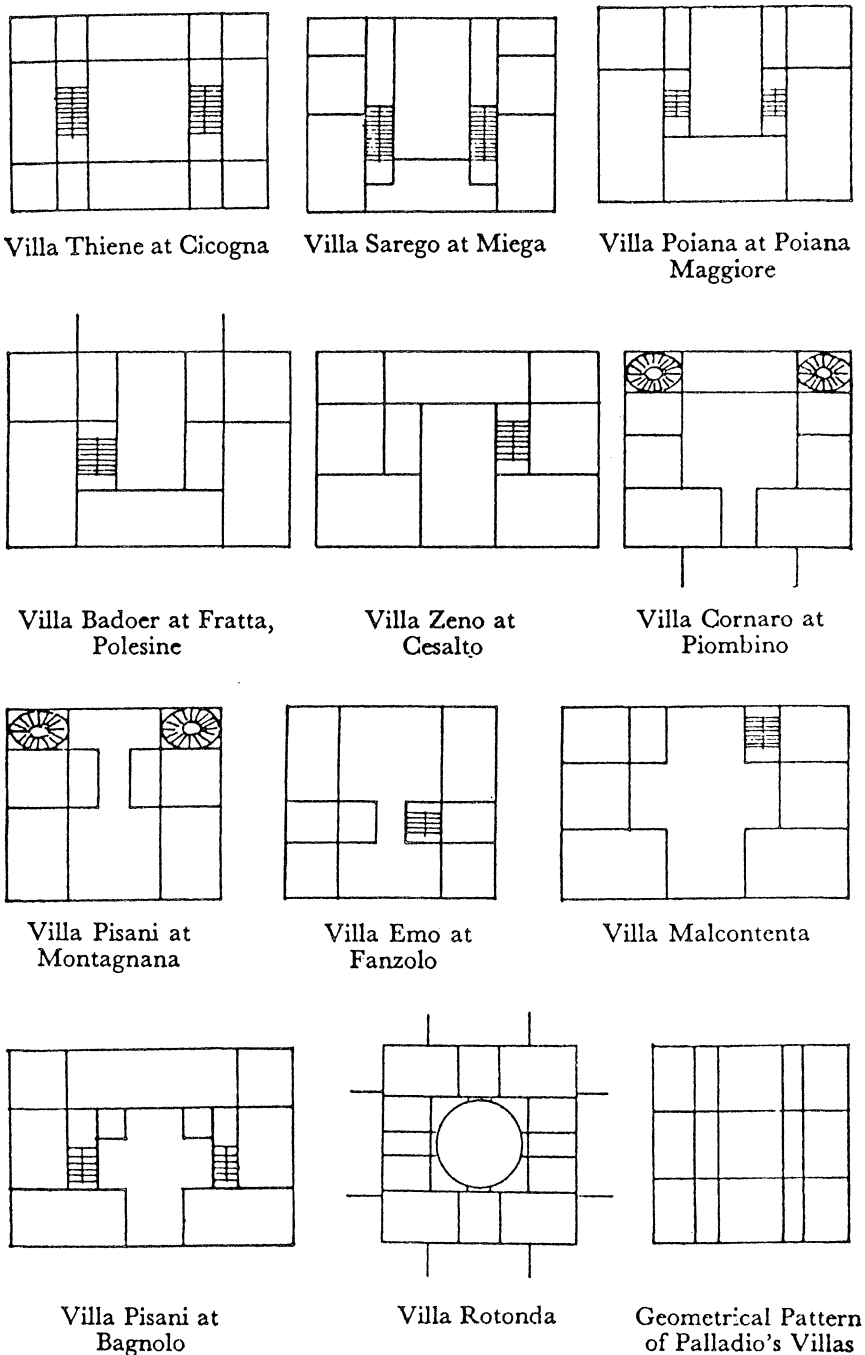 Villa Thiene at Cicogna
Villa Sarego at Miega
Villa Poiana at Poiana
Maggiore
Villa Badoer at Fratta,
Polesine
Villa Zeno at
Cesalto
Villa Cornaro at
Piombino
Villa Pisani at
Montagnana
Villa Emo at
Fanzolo
Villa Malcontenta
Villa Pisani at
Bagnolo
Villa Rotonda
Geometrical Pattern
of Palladio's Villas